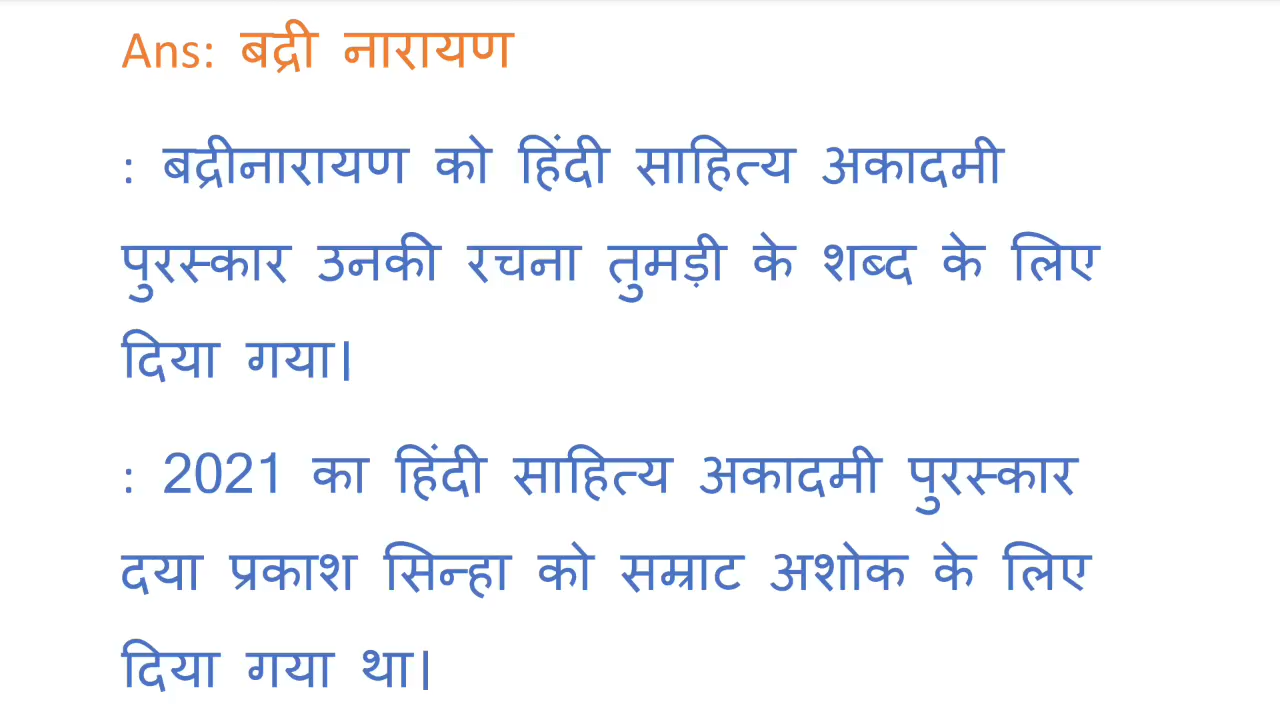 Ans: बद्री नारायण
: बद्रीनारायण को हिंदी साहित्य अकादमी
पुरस्कार उनकी रचना तुमड़ी के शब्द के लिए
दिया गया।
: 2021 का हिंदी साहित्य अकादमी पुरस्कार
दया प्रकाश सिन्हा को सम्राट अशोक के लिए
दिया गया था।